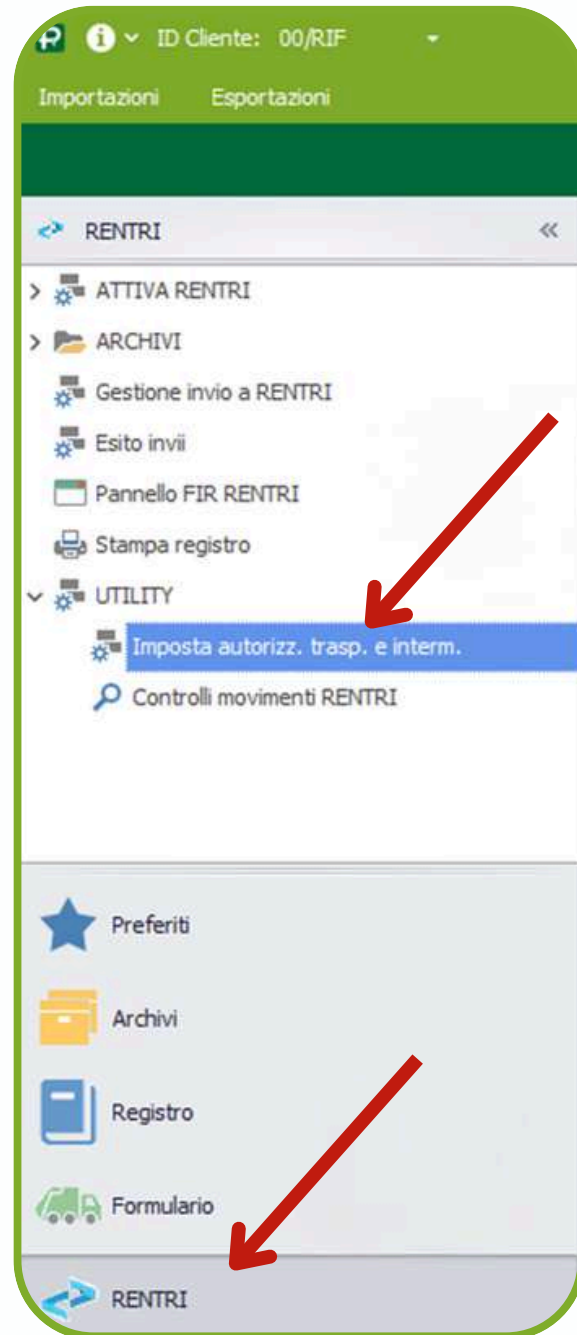 ID Cliente: 00/RIF
Importazioni Esportazioni
RENTRI
ATTIVA RENTRI
ARCHIVI
Gestione invio a RENTRI
Esito invii
Pannello FIR RENTRI
Stampa registro
UTILITY
Imposta autorizz. trasp. e interm.
Controlli movimenti RENTRI
Preferiti
Archivi
Registro
Formulario
RENTRI